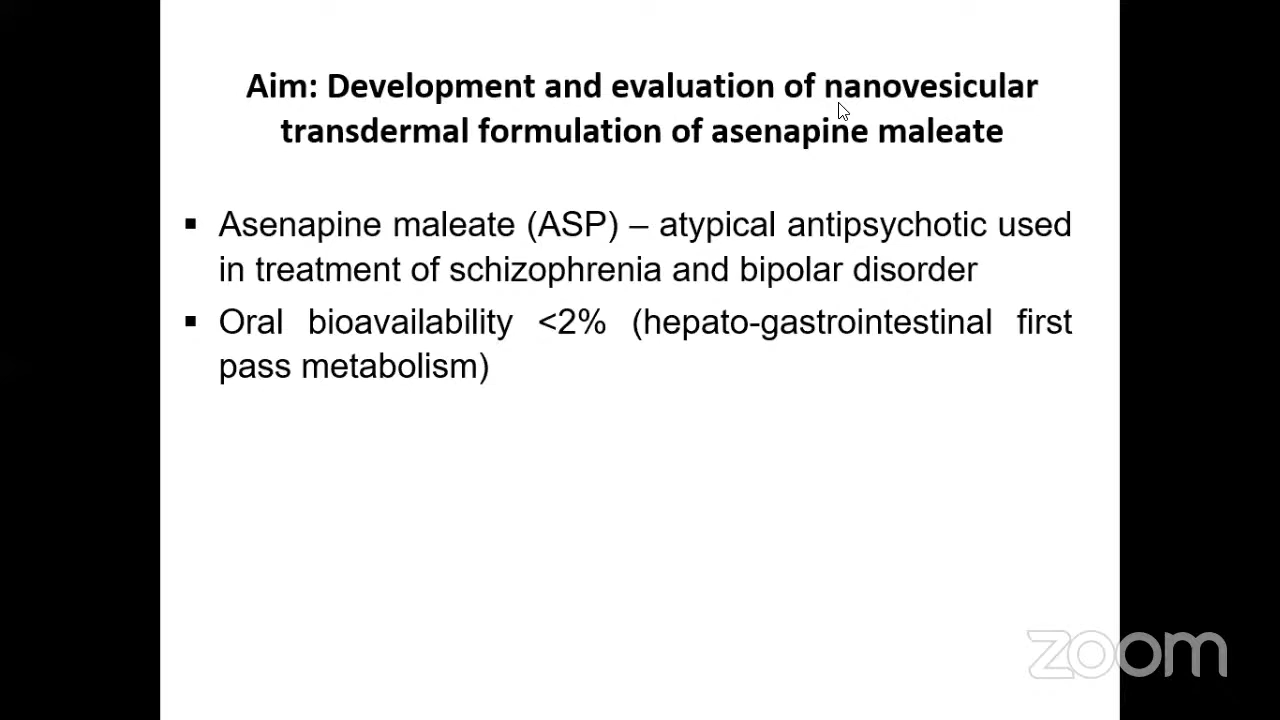 Aim: Development and evaluation of nanovesicular
transdermal formulation of asenapine maleate
▪ Asenapine maleate (ASP) – atypical antipsychotic used
in treatment of schizophrenia and bipolar disorder
▪ Oral bioavailability <2% (hepato-gastrointestinal first
pass metabolism)
zoom